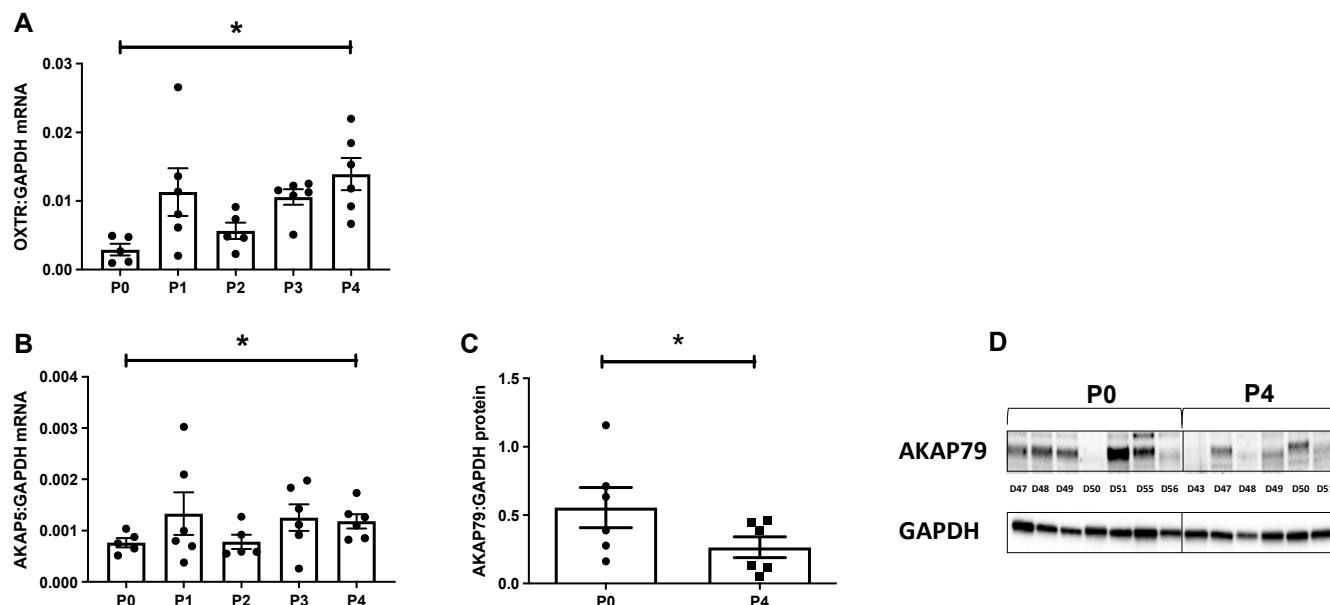 A
*
0.03
0.02
0.01
0.00
OXTR:GAPDH mRNA
P0 P1 P2 P3 P4
B
*
0.004
0.003
0.002
0.001
0.000
AKAP5:GAPDH mRNA
P0 P1 P2 P3 P4
C
*
1.5
1.0
0.5
0.0
AKAP79:GAPDH protein
P0 P4
D
P0 P4
AKAP79
D47 D48 D49 D50 D51 D55 D56 D43 D47 D48 D49 D50 D51
GAPDH